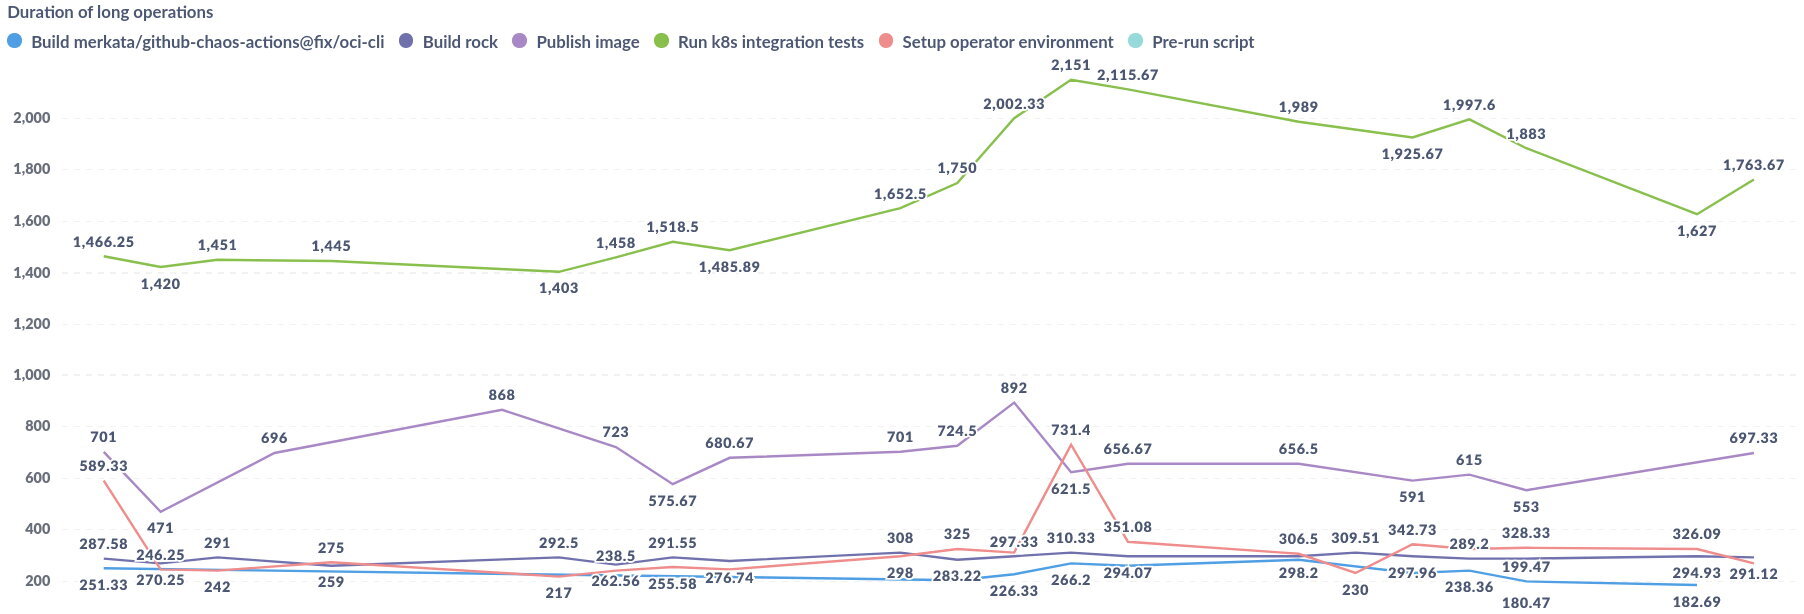 Duration of long operations
Build merkata/github-chaos-actions@fix/oci-cli Build rock Publish image Run k8s integration tests Setup operator environment Pre-run script
2,151 2,115.67
2,002.33 1,989 1,997.6
2,000
1,883
1,925.67
1,800 1,750 1,763.67
1,652.5
1,600 1,518.5 1,627
1,466.25 1,451 1,445 1,458
1,485.89
1,400
1,420 1,403
1,200
1,000
868 892
800
701 696 723 680.67 701 724.5 731.4 656.67 656.5 615 697.33
589.33
600
575.67 621.5 591 553
471
400
287.58 246.25 291 275 292.5 238.5 291.55 308 325 297.33 310.33 351.08 306.5 309.51 342.73 289.2 328.33 326.09
200
251.33 270.25 242 259 217 262.56 255.58 276.74 298 283.22 226.33 266.2 294.07 298.2 230 297.96 238.36 199.47 294.93 291.12
180.47 182.69